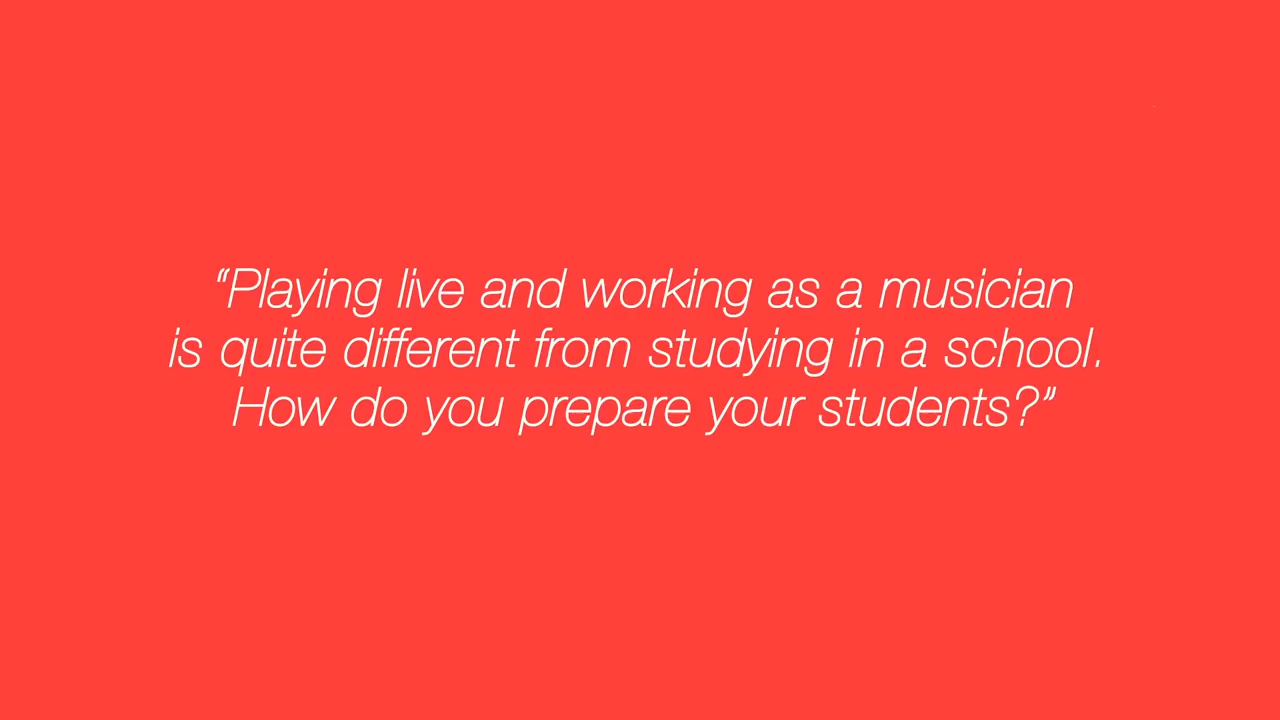 “Playing live and working as a musician
is quite different from studying in a school.
How do you prepare your students?”